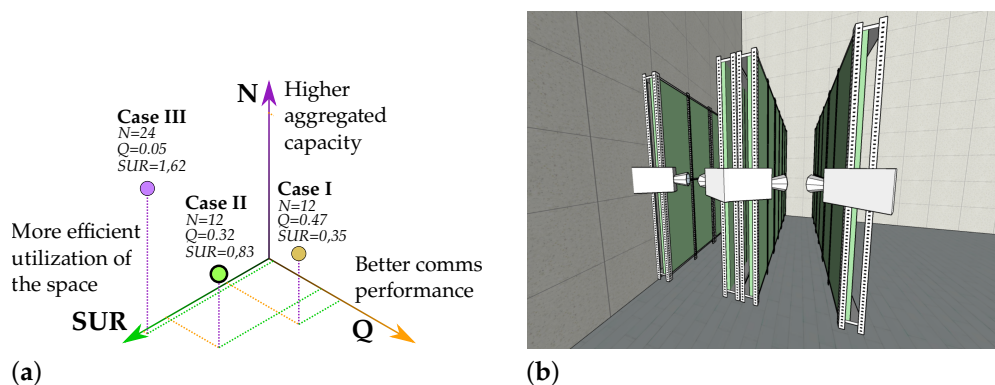 N
Higher
aggregated
capacity
Case III
N=24
Q=0.05
SUR=1,62
Case II
N=12
Q=0.32
SUR=0,83
Case I
N=12
Q=0.47
SUR=0,35
More efficient
utilization of
the space
Better comms
performance
SUR
Q
(a)
(b)